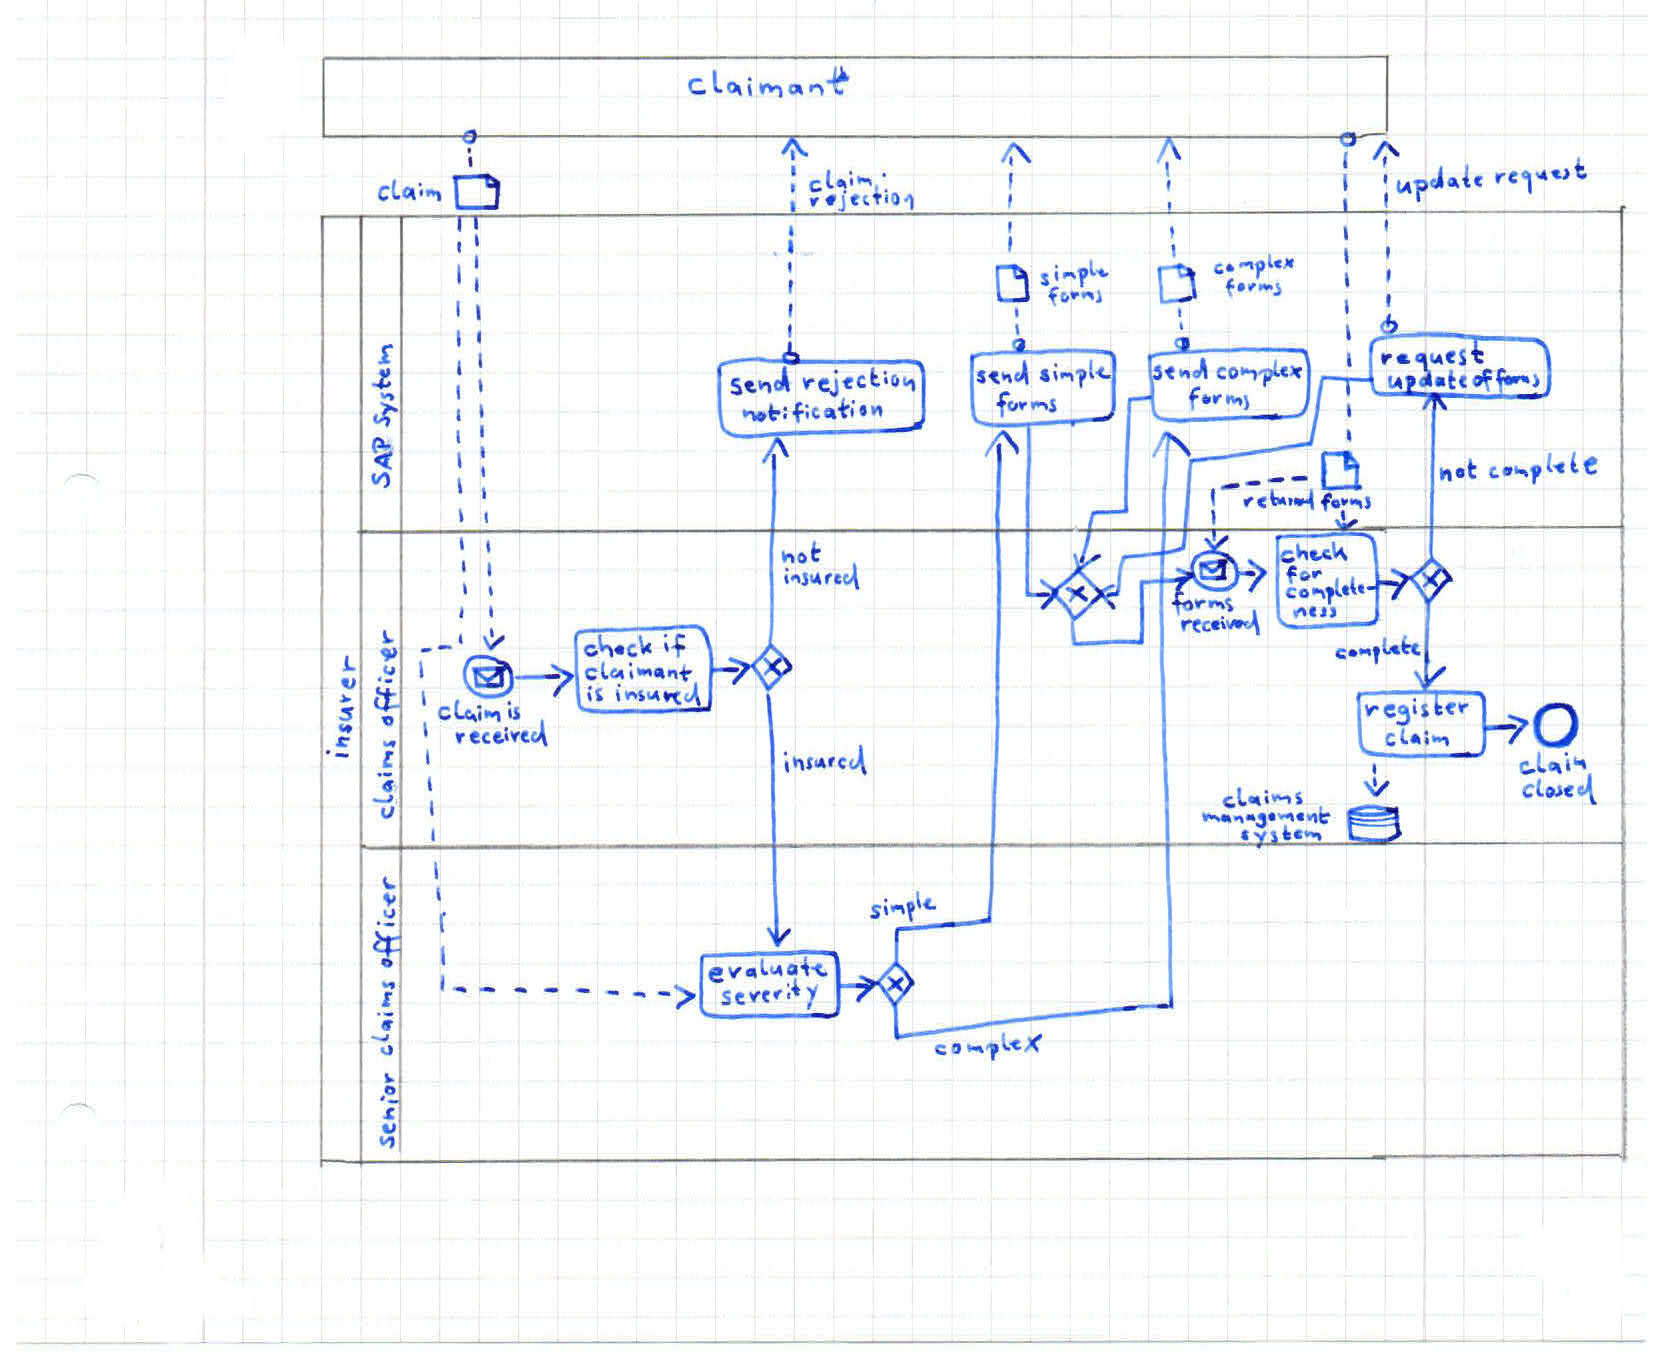 claimant
claim
claim
rejection
update request
simple
forms
complex
forms
SAP System
send rejection
notification
send simple
forms
send complex
forms
request
update of forms
not complete
returned forms
insurer
claims officer
not
insured
check
for
complete-
ness
forms
received
complete
claim is
received
check if
claimant
is insured
insured
register
claim
claim
closed
claims
management
system
senior claims officer
simple
evaluate
severity
complex